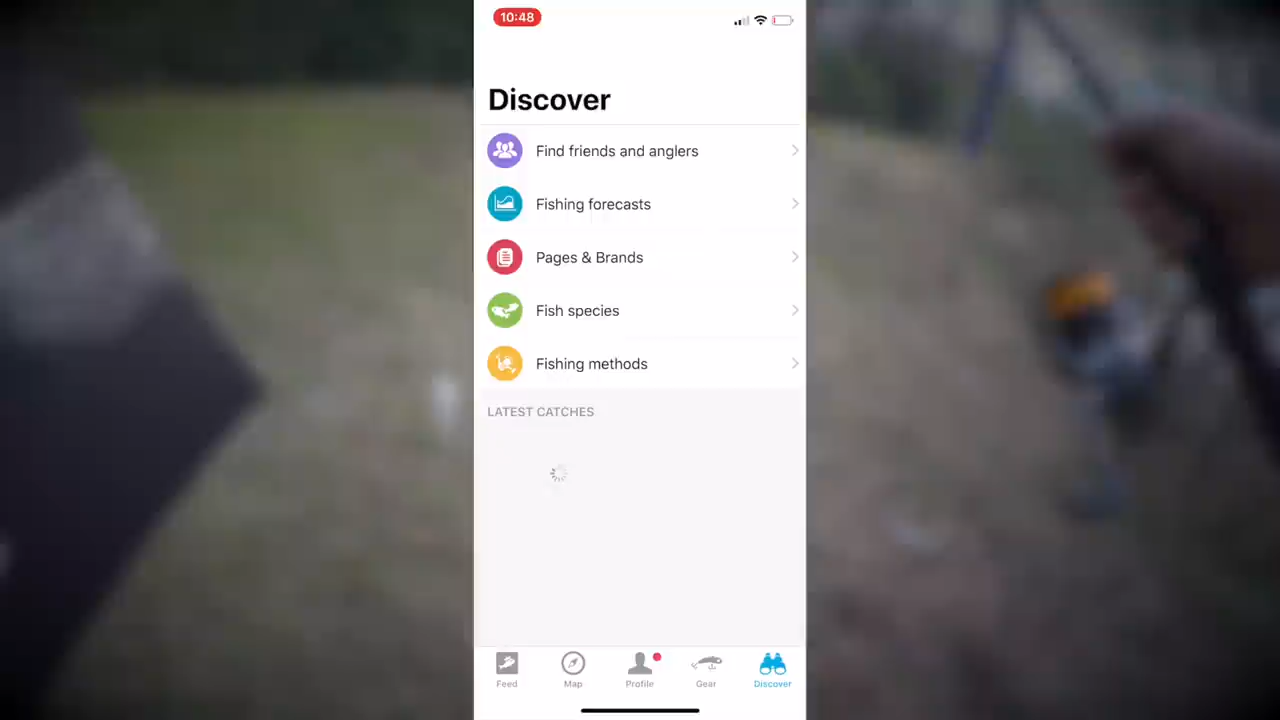 10:48
Discover
Find friends and anglers
Fishing forecasts
Pages & Brands
Fish species
Fishing methods
LATEST CATCHES
Feed
Map
Profile
Gear
Discover